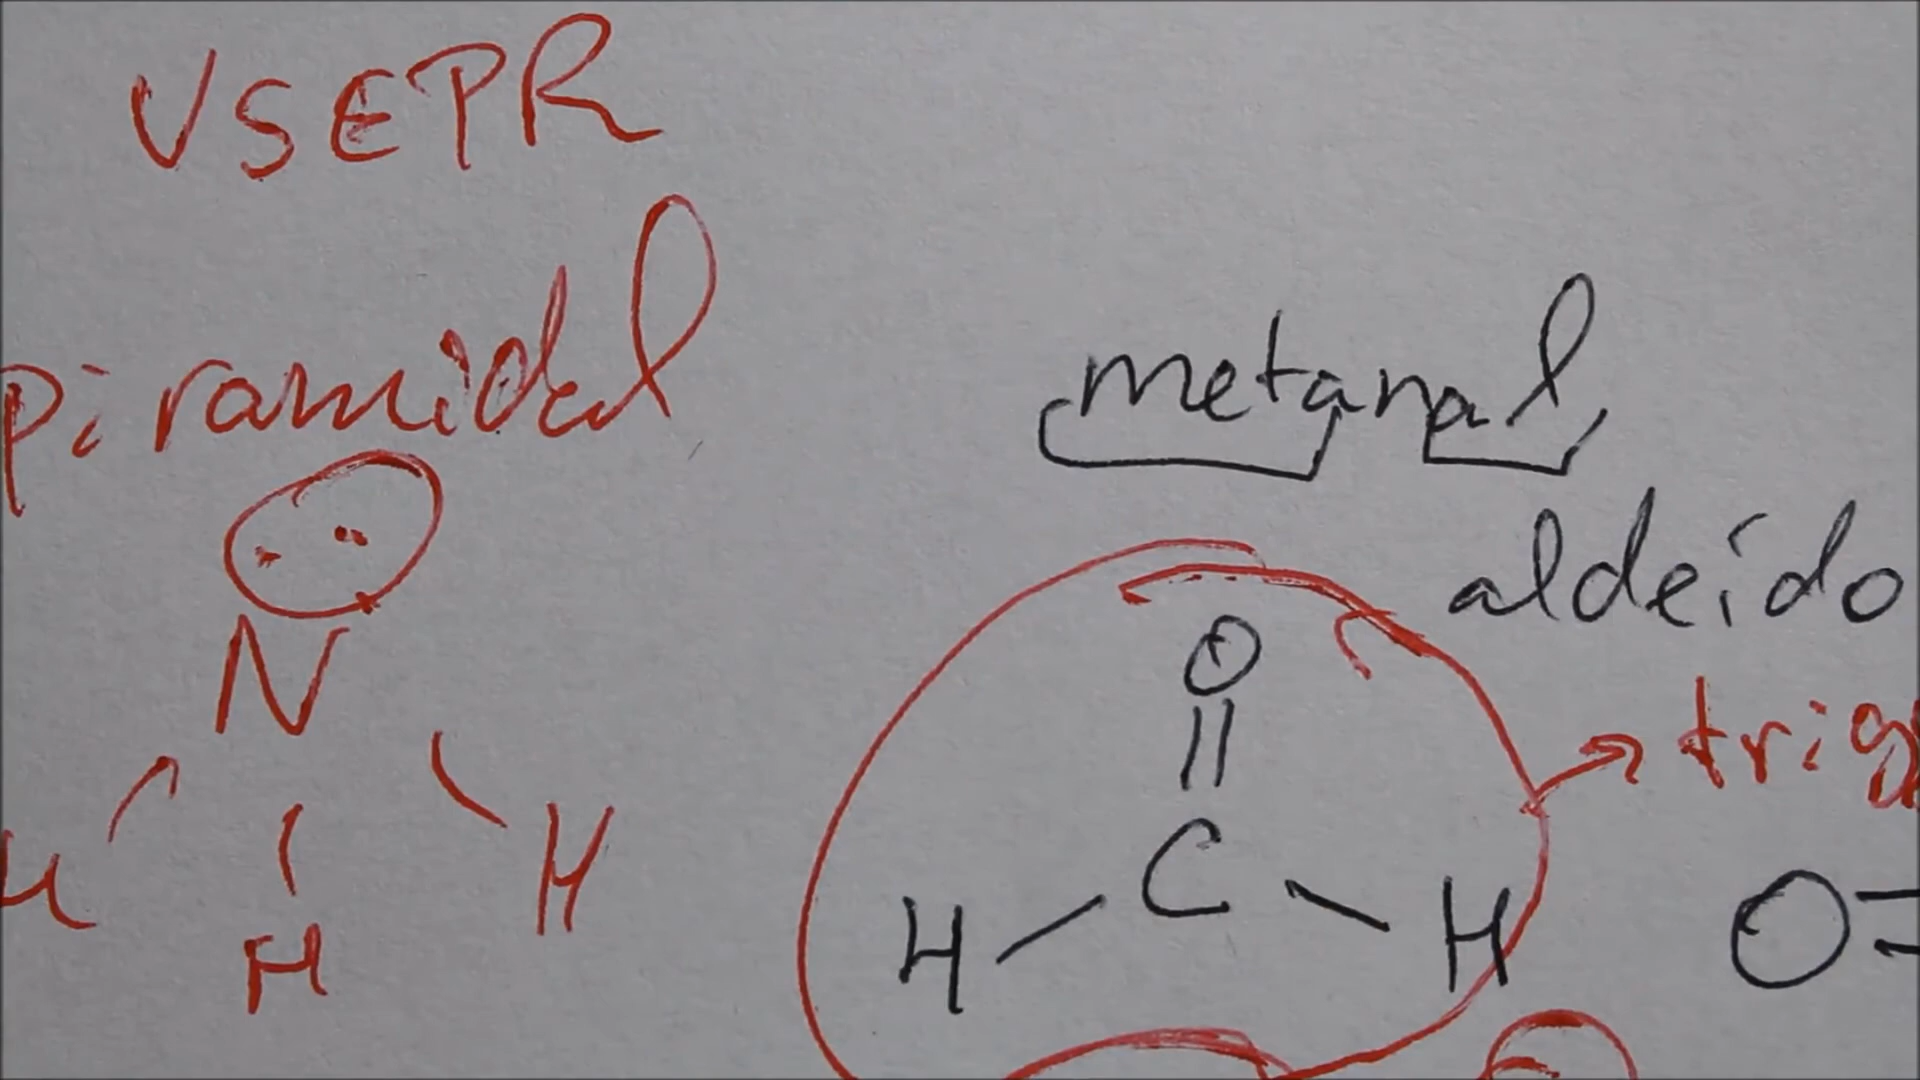 VSEPR
piramidal
N
H
H
H
metanal
aldeído
O
C
H
H
trig
O